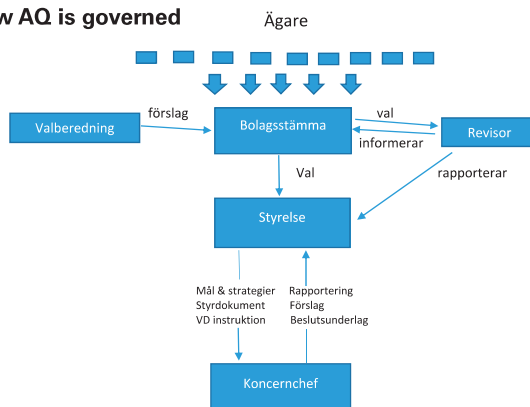 w AQ is governed
Ägare
förslag
val
Valberedning
Bolagsstämma
Revisor
informerar
Val
rapporterar
Styrelse
Mål & strategier
Styrdokument
VD instruktion
Rapportering
Förslag
Beslutsunderlag
Koncernchef